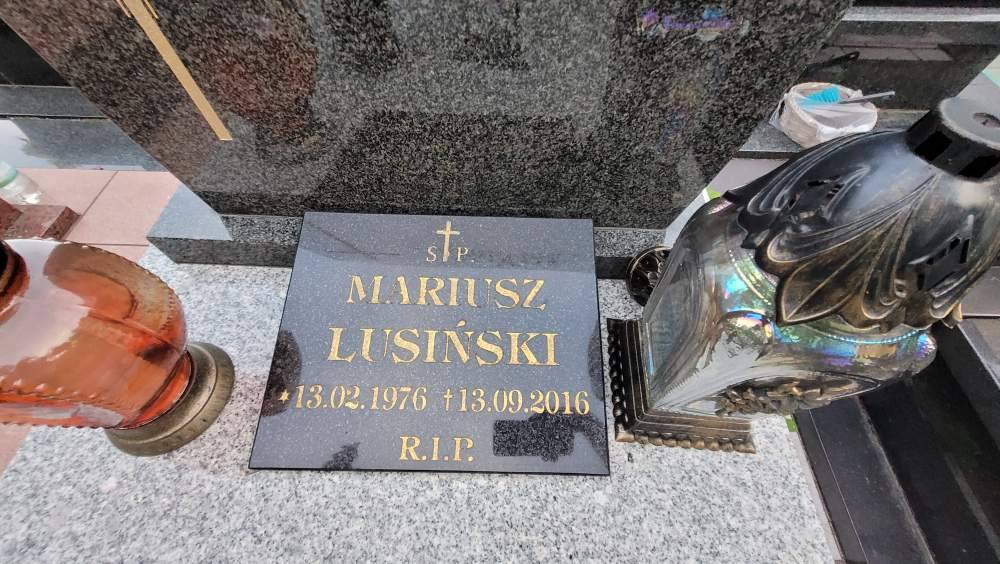 Ś P.
MARIUSZ
LUSIŃSKI
*13.02.1976 †13.09.2016
R.I.P.